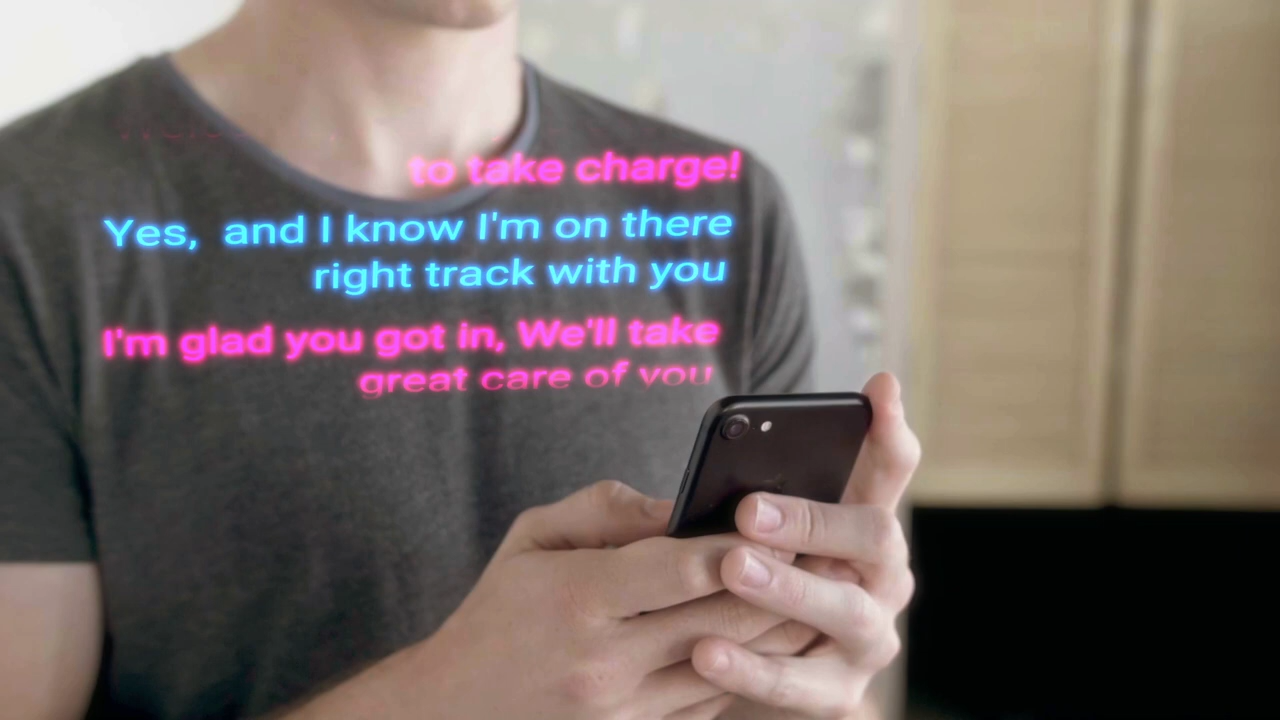 to take charge!
Yes, and I know I'm on there
right track with you
I'm glad you got in, We'll take
great care of you